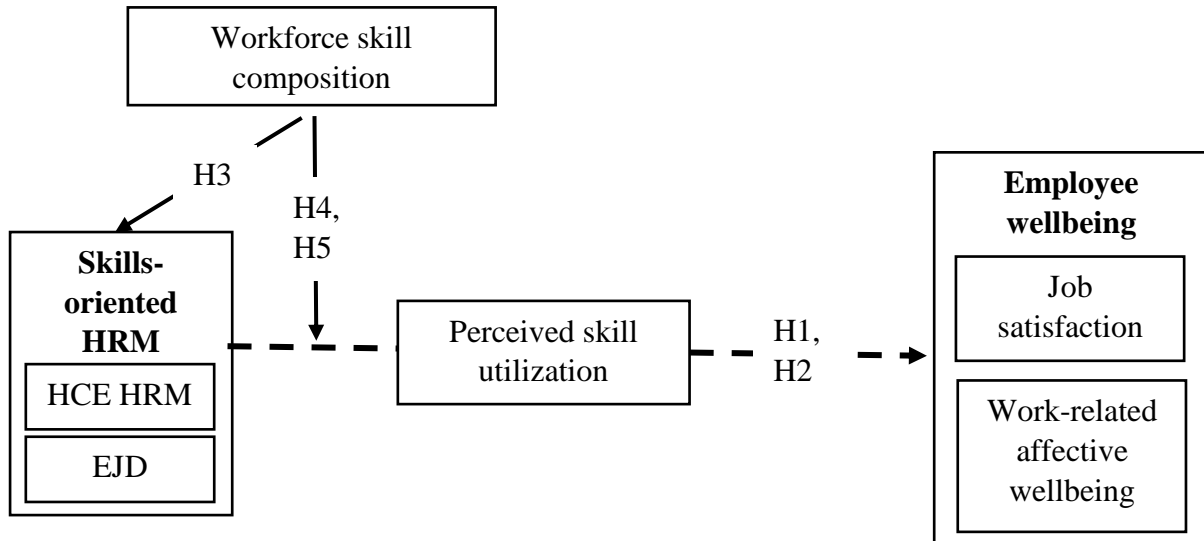 Workforce skill
composition
H3
H4,
H5
Skills-
oriented
HRM
HCE HRM
EJD
Perceived skill
utilization
H1,
H2
Employee
wellbeing
Job
satisfaction
Work-related
affective
wellbeing